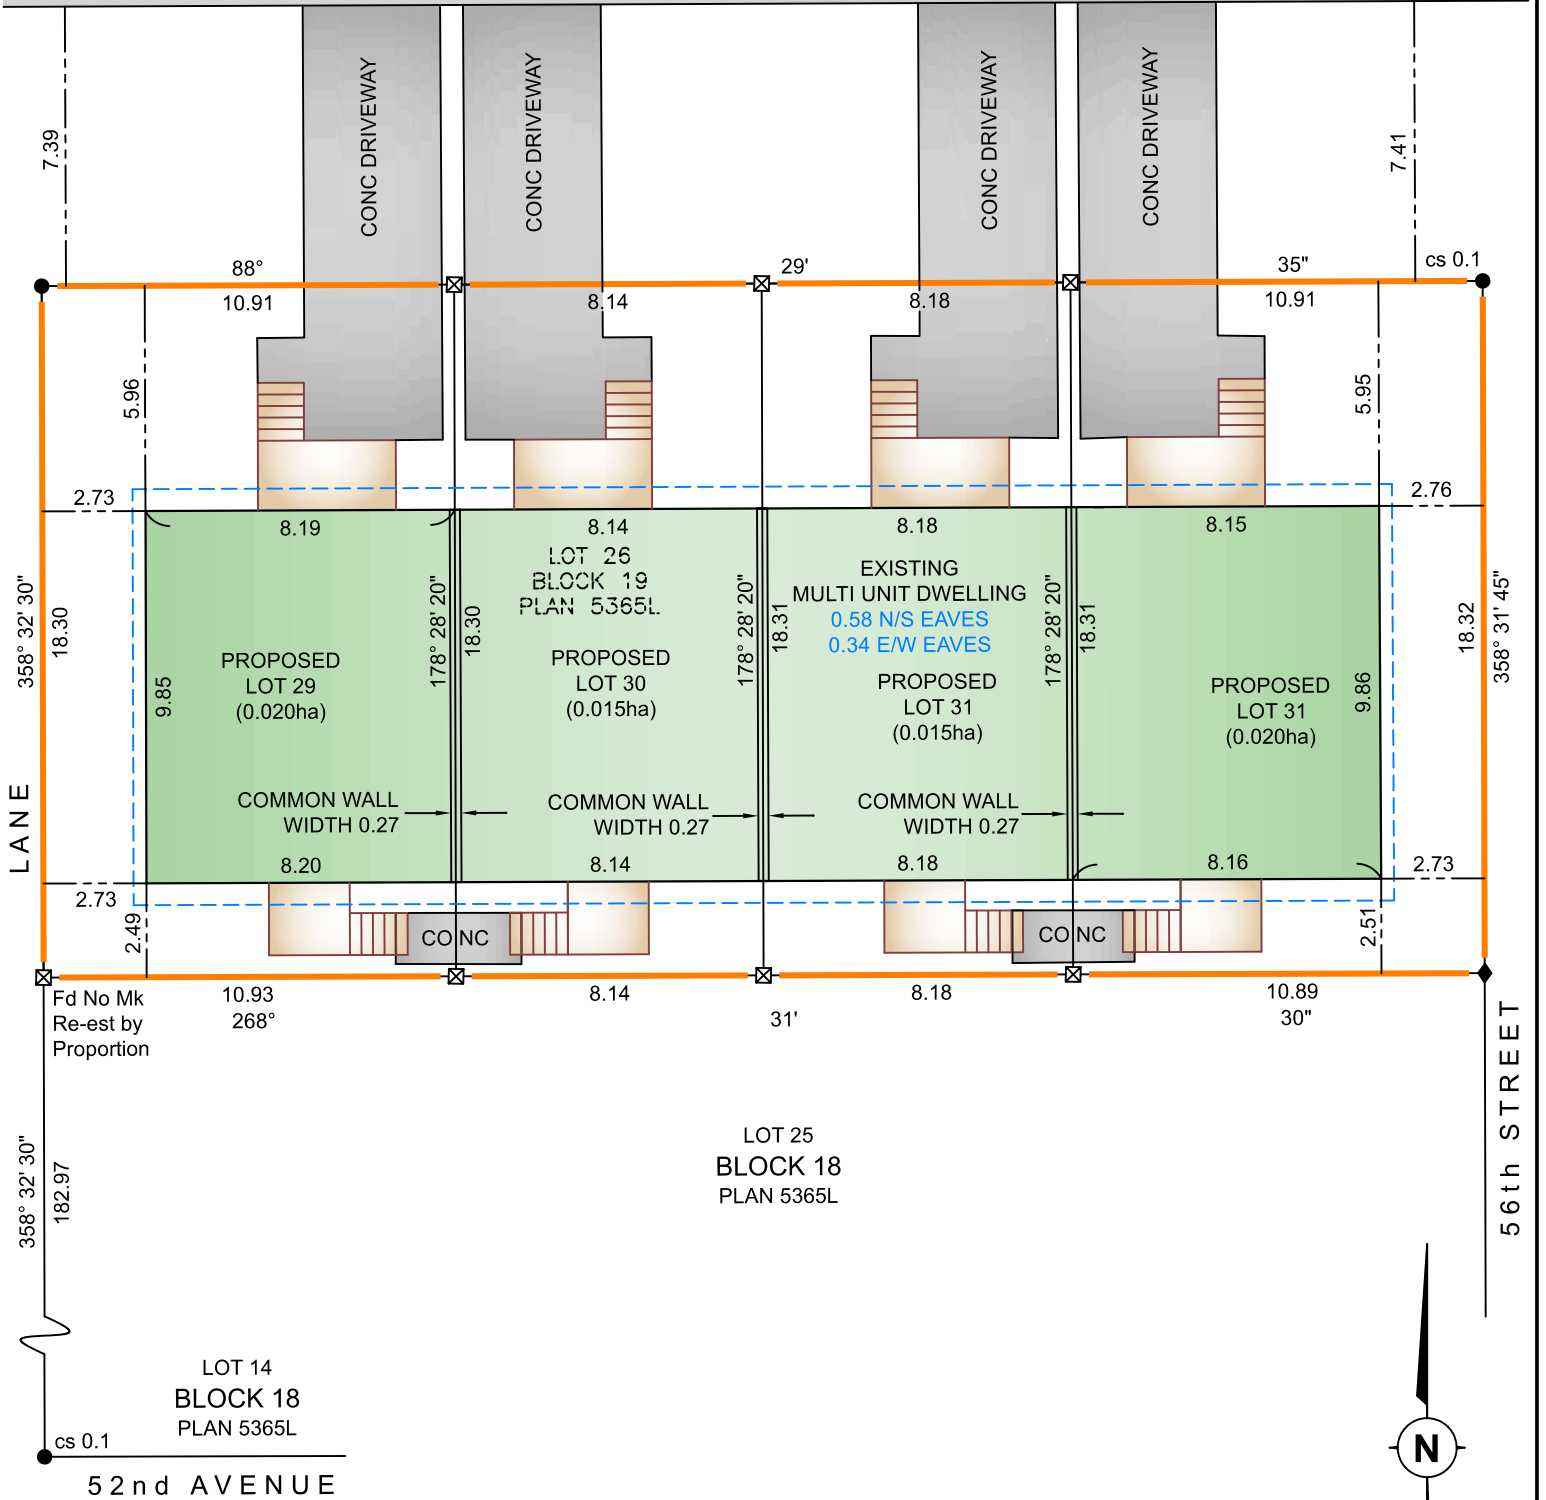 CONC DRIVEWAY
CONC DRIVEWAY
CONC DRIVEWAY
CONC DRIVEWAY
7.39
7.41
88°
29'
35"
cs 0.1
10.91
8.14
8.18
10.91
5.96
5.95
2.73
2.76
8.19
8.14
8.18
8.15
LOT 26
BLOCK 19
PLAN 5365L
EXISTING
MULTI UNIT DWELLING
0.58 N/S EAVES
0.34 E/W EAVES
358° 32' 30"
18.30
178° 28' 20"
18.30
178° 28' 20"
18.31
178° 28' 20"
18.31
18.32
358° 31' 45"
PROPOSED
LOT 29
(0.020ha)
PROPOSED
LOT 30
(0.015ha)
PROPOSED
LOT 31
(0.015ha)
PROPOSED
LOT 31
(0.020ha)
9.85
9.86
LANE
COMMON WALL
WIDTH 0.27
COMMON WALL
WIDTH 0.27
COMMON WALL
WIDTH 0.27
8.20
8.14
8.18
8.16
2.73
2.73
2.49
2.51
CONC
CONC
Fd No Mk
Re-est by
Proportion
10.93
8.14
8.18
10.89
268°
31'
30"
56th STREET
358° 32' 30"
182.97
LOT 25
BLOCK 18
PLAN 5365L
LOT 14
BLOCK 18
PLAN 5365L
cs 0.1
52nd AVENUE
N